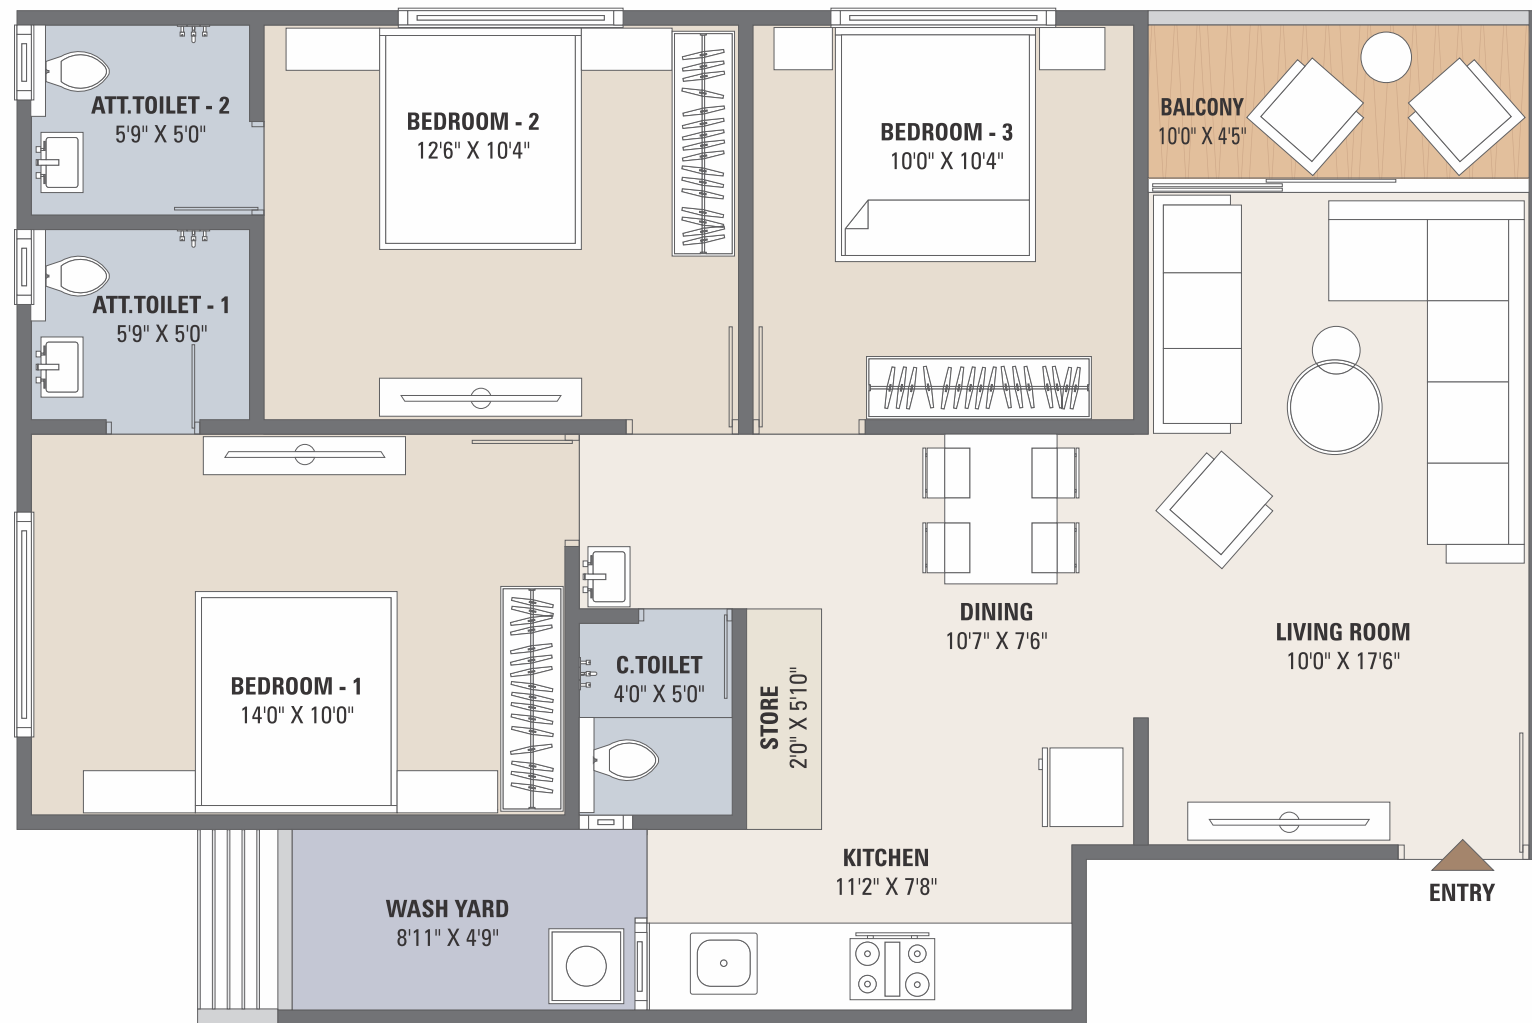 ATT.TOILET - 2
5'9" X 5'0"
BEDROOM - 2
12'6" X 10'4"
BEDROOM - 3
10'0" X 10'4"
BALCONY
10'0" X 4'5"
ATT.TOILET - 1
5'9" X 5'0"
DINING
10'7" X 7'6"
LIVING ROOM
10'0" X 17'6"
BEDROOM - 1
14'0" X 10'0"
C.TOILET
4'0" X 5'0"
STORE
2'0" X 5'10"
KITCHEN
11'2" X 7'8"
ENTRY
WASH YARD
8'11" X 4'9"